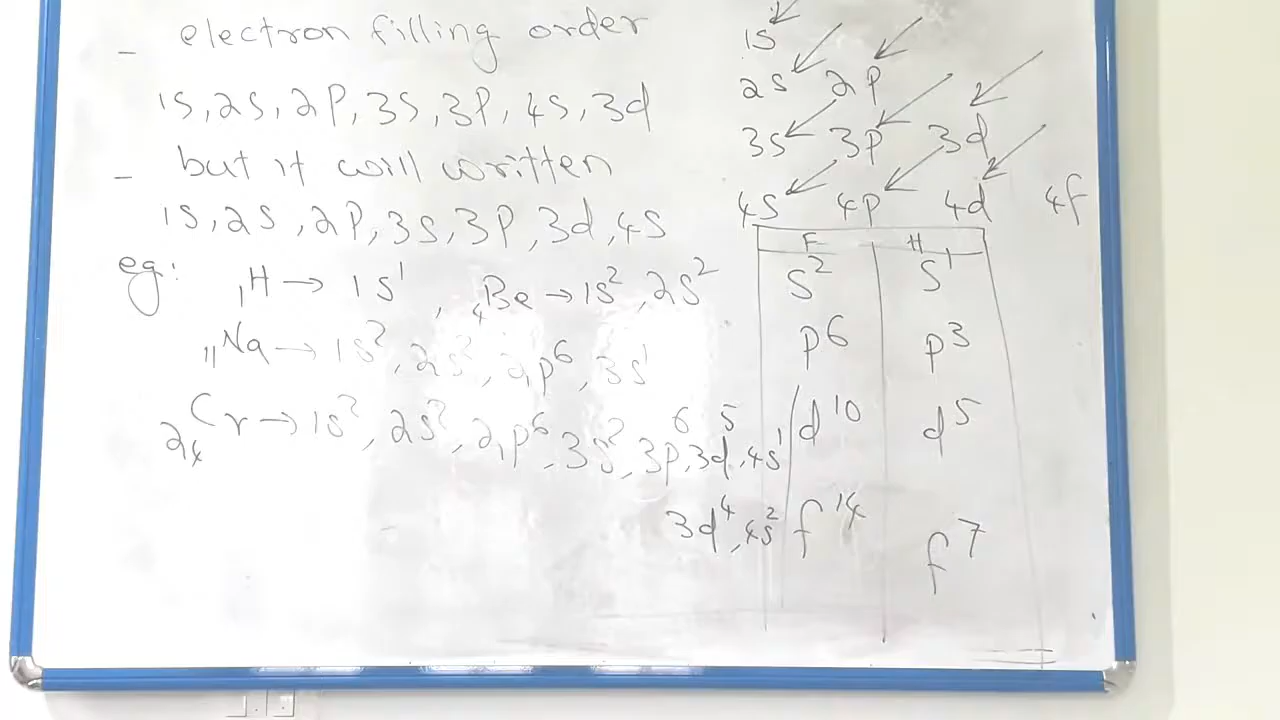 - electron filling order
1s, 2s, 2p, 3s, 3p, 4s, 3d
- but it will written
1s, 2s, 2p, 3s, 3p, 3d, 4s
eg: ₁H → 1s¹, ₄Be → 1s², 2s²
₁₁Na → 1s², 2s², 2p⁶, 3s¹
₂₄Cr → 1s², 2s², 2p⁶, 3s², 3p⁶, 3d⁵, 4s¹
3d⁴, 4s²
1s
2s 2p
3s 3p 3d
4s 4p 4d 4f
F H
s² s¹
p⁶ p³
d¹⁰ d⁵
f¹⁴ f⁷